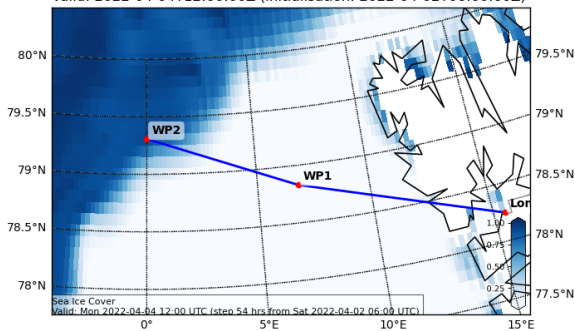 80°N
79.5°N
79°N
78.5°N
78°N
79.5°N
79°N
78.5°N
78°N
77.5°N
WP2
WP1
Lon
1.00
0.75
0.50
0.25
Sea Ice Cover
Valid: Mon 2022-04-04 12:00 UTC (step 54 hrs from Sat 2022-04-02 06:00 UTC)
0°
5°E
10°E
15°E